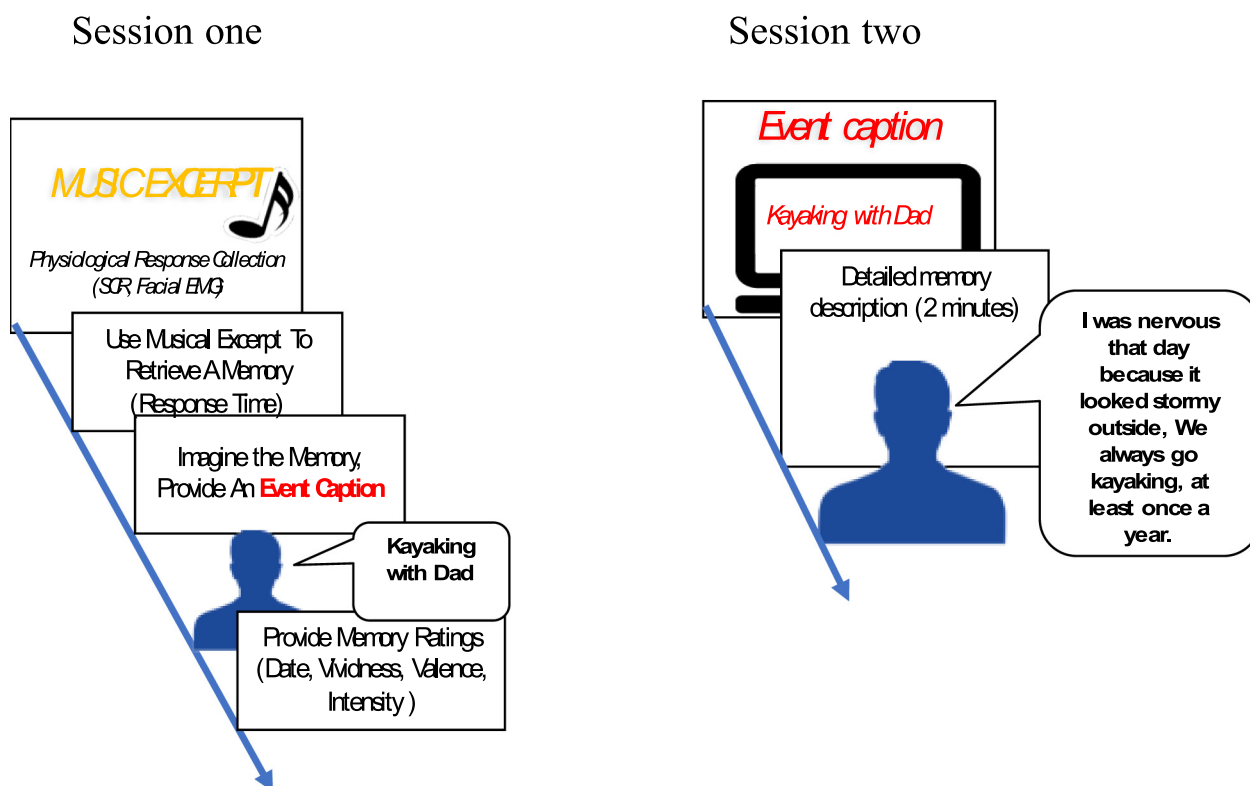 Session one
MUSIC EXCERPT
Physiological Response Collection
(SCR, Facial EMG)
Use Musical Excerpt To
Retrieve A Memory
(Response Time)
Imagine the Memory,
Provide An Event Caption
Kayaking
with Dad
Provide Memory Ratings
(Date, Vividness, Valence,
Intensity )
Session two
Event caption
Kayaking with Dad
Detailed memory
description (2 minutes)
I was nervous
that day
because it
looked stormy
outside, We
always go
kayaking, at
least once a
year.